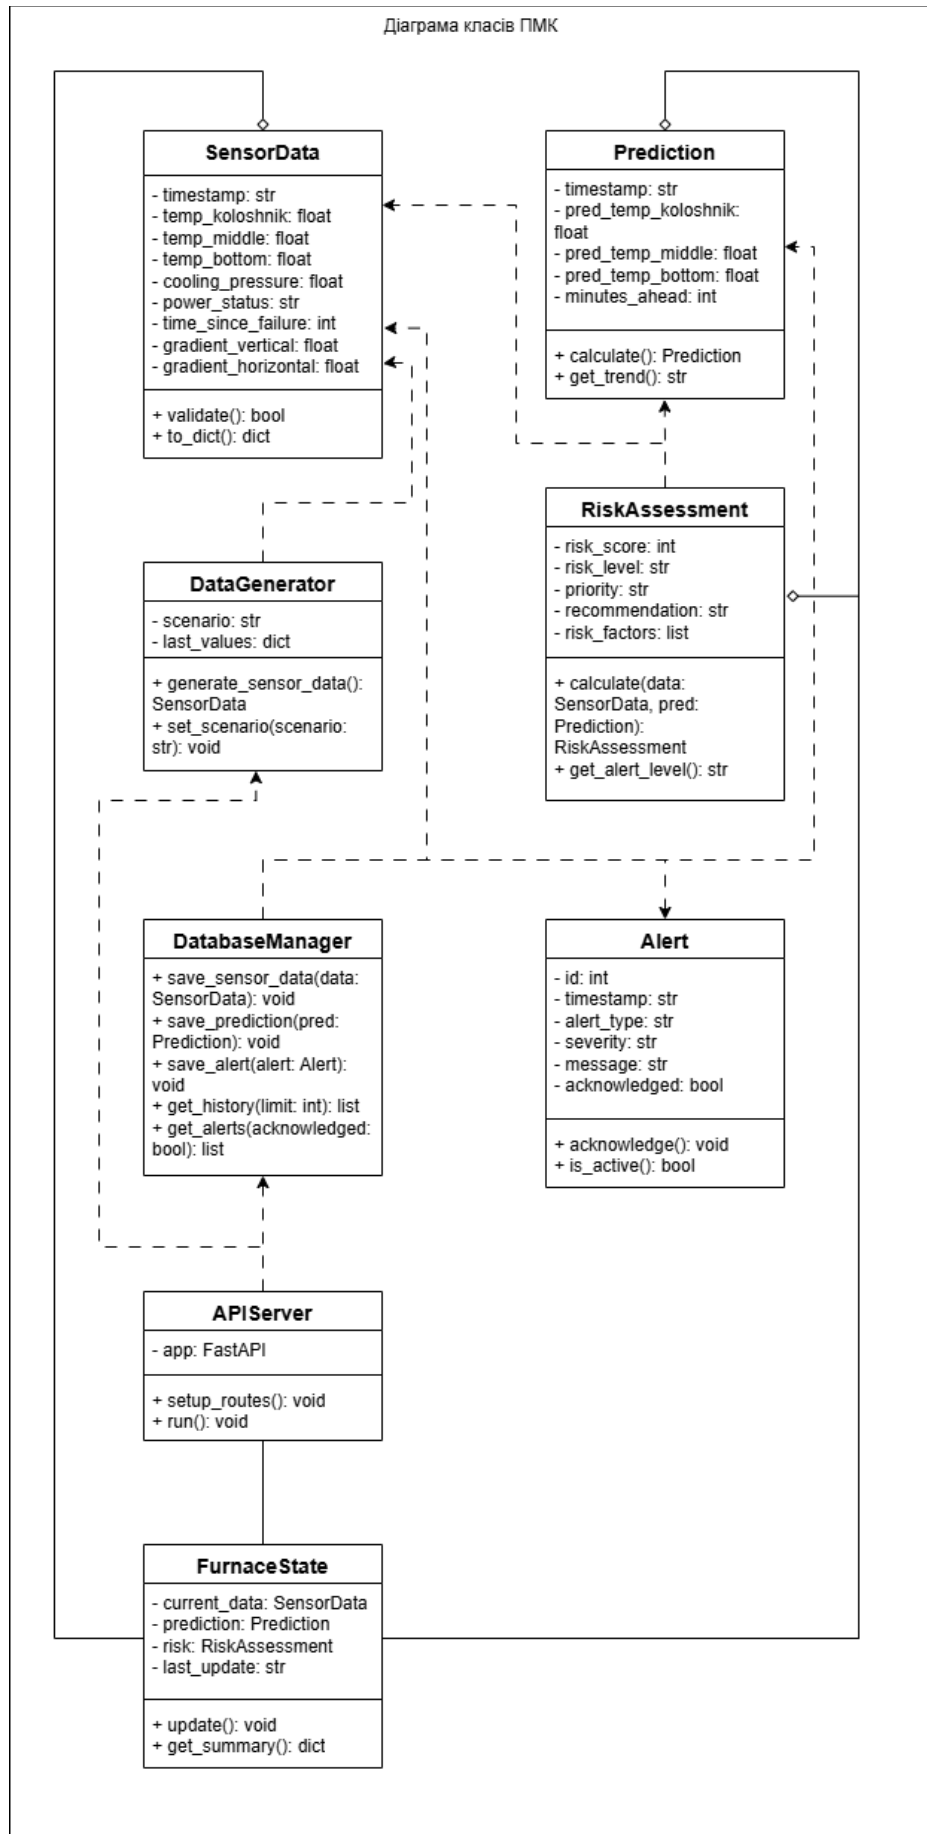 Діаграма класів ПМК
SensorData
- timestamp: str
- temp_koloshnik: float
- temp_middle: float
- temp_bottom: float
- cooling_pressure: float
- power_status: str
- time_since_failure: int
- gradient_vertical: float
- gradient_horizontal: float
+ validate(): bool
+ to_dict(): dict
Prediction
- timestamp: str
- pred_temp_koloshnik:
float
- pred_temp_middle: float
- pred_temp_bottom: float
- minutes_ahead: int
+ calculate(): Prediction
+ get_trend(): str
DataGenerator
- scenario: str
- last_values: dict
+ generate_sensor_data():
SensorData
+ set_scenario(scenario:
str): void
RiskAssessment
- risk_score: int
- risk_level: str
- priority: str
- recommendation: str
- risk_factors: list
+ calculate(data:
SensorData, pred:
Prediction):
RiskAssessment
+ get_alert_level(): str
DatabaseManager
+ save_sensor_data(data:
SensorData): void
+ save_prediction(pred:
Prediction): void
+ save_alert(alert: Alert):
void
+ get_history(limit: int): list
+ get_alerts(acknowledged:
bool): list
Alert
- id: int
- timestamp: str
- alert_type: str
- severity: str
- message: str
- acknowledged: bool
+ acknowledge(): void
+ is_active(): bool
APIServer
- app: FastAPI
+ setup_routes(): void
+ run(): void
FurnaceState
- current_data: SensorData
- prediction: Prediction
- risk: RiskAssessment
- last_update: str
+ update(): void
+ get_summary(): dict